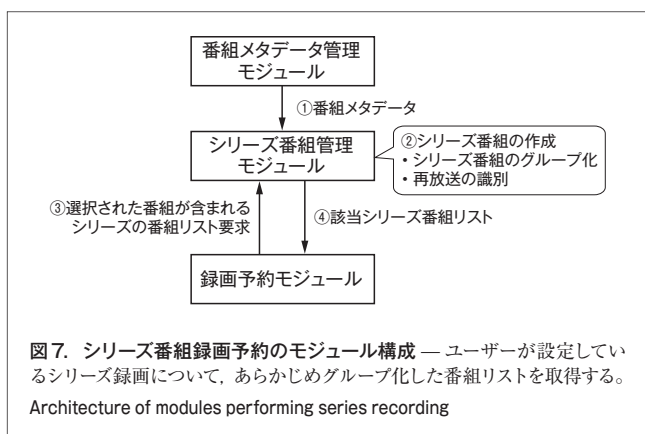 番組メタデータ管理
モジュール
①番組メタデータ
シリーズ番組管理
モジュール
②シリーズ番組の作成
・シリーズ番組のグループ化
・再放送の識別
③選択された番組が含まれる
シリーズの番組リスト要求
④該当シリーズ番組リスト
録画予約モジュール
図7. シリーズ番組録画予約のモジュール構成 — ユーザーが設定してい
るシリーズ録画について，あらかじめグループ化した番組リストを取得する。
Architecture of modules performing series recording